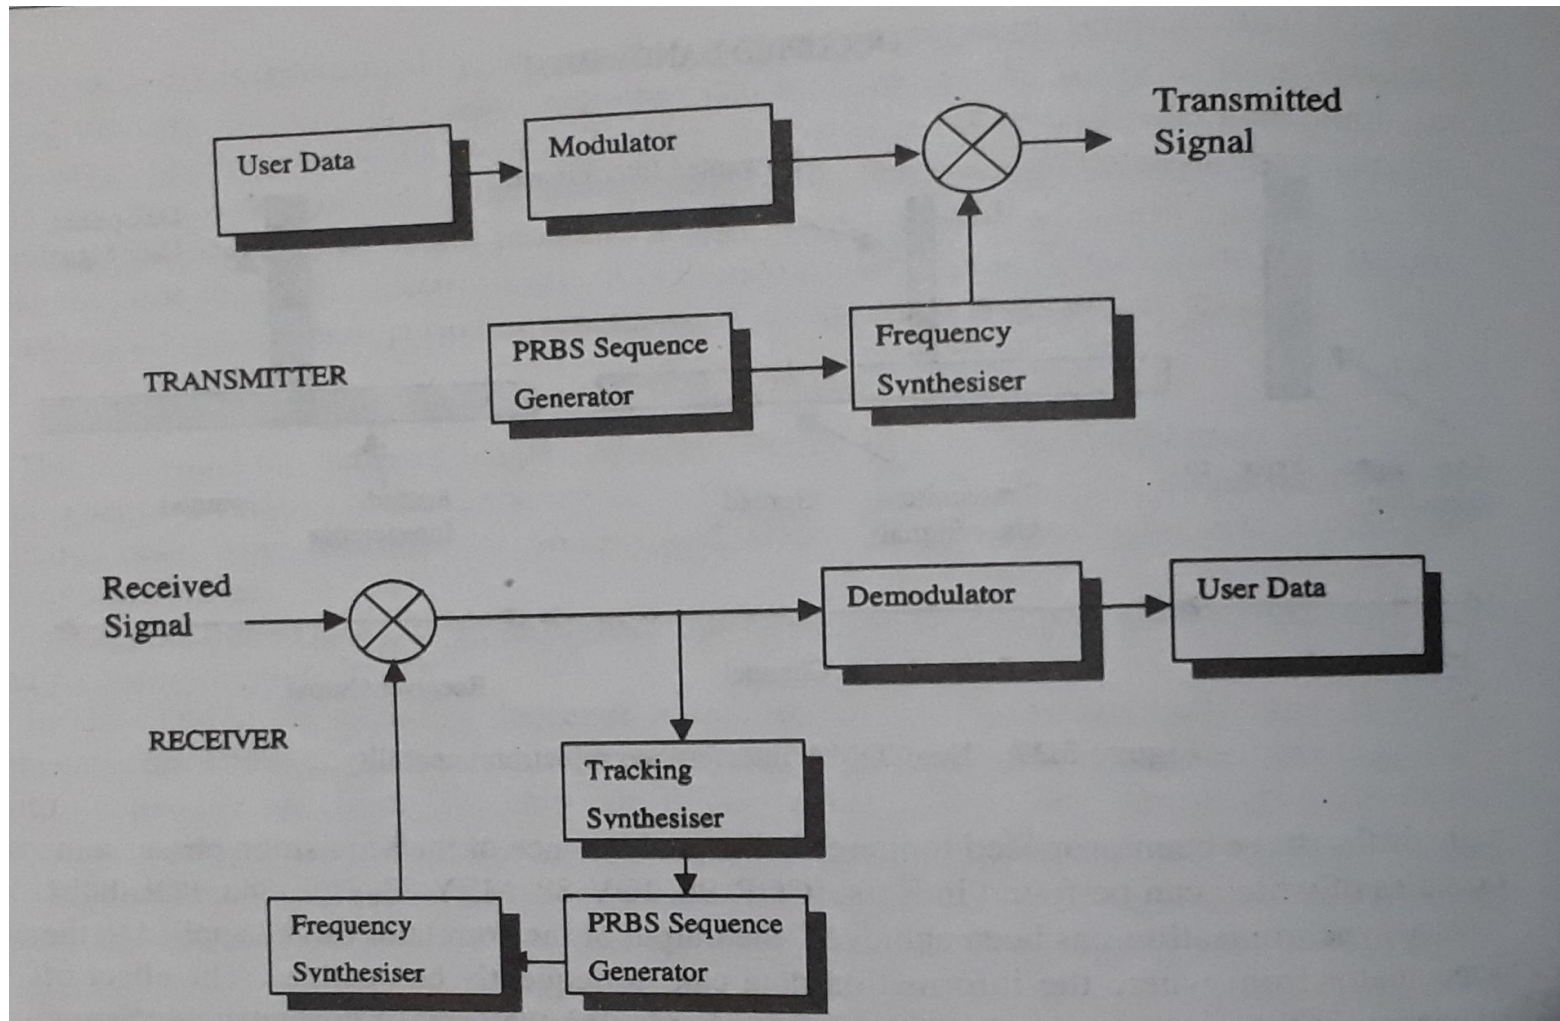 User Data
Modulator
Transmitted
Signal
PRBS Sequence
Generator
Frequency
Synthesiser
TRANSMITTER
Received
Signal
Demodulator
User Data
RECEIVER
Tracking
Synthesiser
Frequency
Synthesiser
PRBS Sequence
Generator